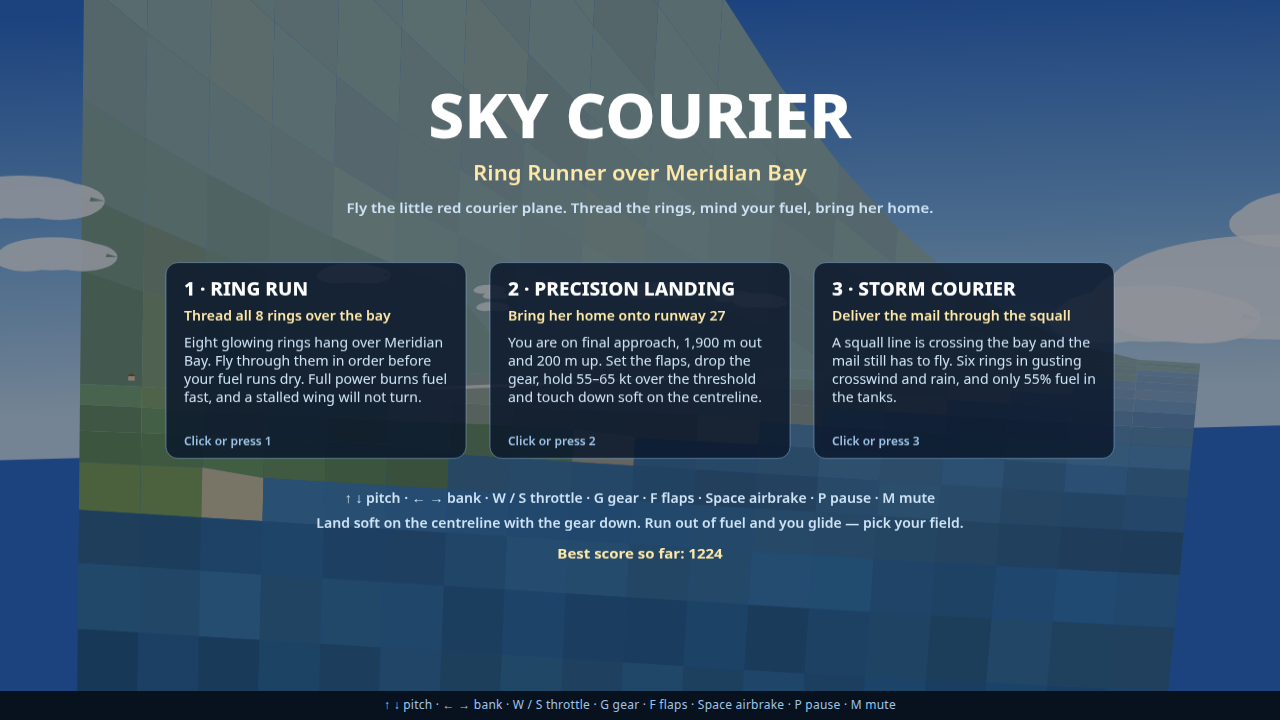 SKY COURIER
Ring Runner over Meridian Bay
Fly the little red courier plane. Thread the rings, mind your fuel, bring her home.
1 · RING RUN
Thread all 8 rings over the bay
Eight glowing rings hang over Meridian
Bay. Fly through them in order before
your fuel runs dry. Full power burns fuel
fast, and a stalled wing will not turn.
Click or press 1
2 · PRECISION LANDING
Bring her home onto runway 27
You are on final approach, 1,900 m out
and 200 m up. Set the flaps, drop the
gear, hold 55–65 kt over the threshold
and touch down soft on the centreline.
Click or press 2
3 · STORM COURIER
Deliver the mail through the squall
A squall line is crossing the bay and the
mail still has to fly. Six rings in gusting
crosswind and rain, and only 55% fuel in
the tanks.
Click or press 3
↑ ↓ pitch · ← → bank · W / S throttle · G gear · F flaps · Space airbrake · P pause · M mute
Land soft on the centreline with the gear down. Run out of fuel and you glide — pick your field.
Best score so far: 1224
↑ ↓ pitch · ← → bank · W / S throttle · G gear · F flaps · Space airbrake · P pause · M mute